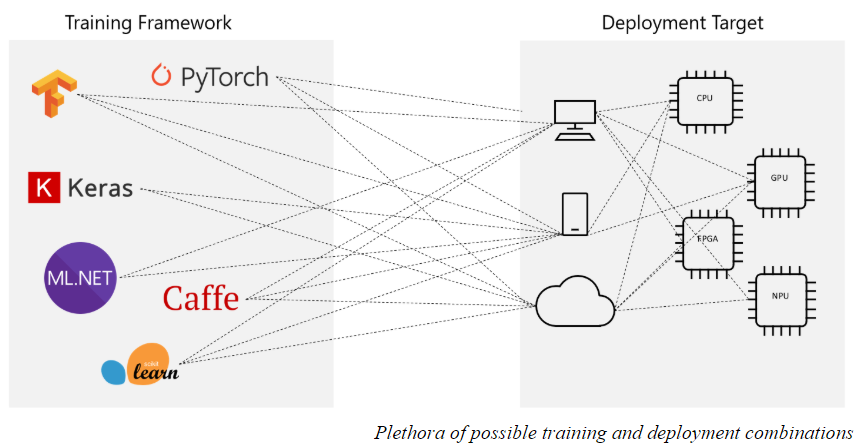 Training Framework
Deployment Target
PyTorch
CPU
K Keras
GPU
FPGA
ML.NET
Caffe
NPU
scikit
learn
Plethora of possible training and deployment combinations